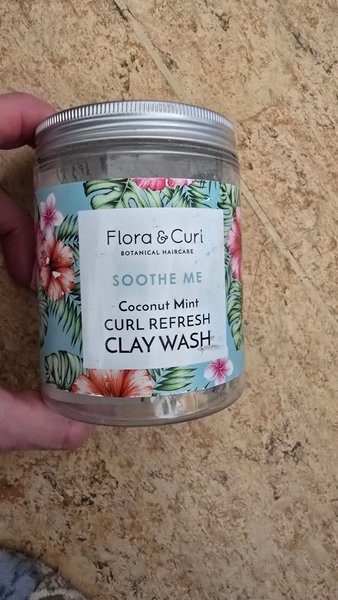 Flora & Curl
BOTANICAL HAIRCARE
SOOTHE ME
Coconut Mint
CURL REFRESH
CLAY WASH